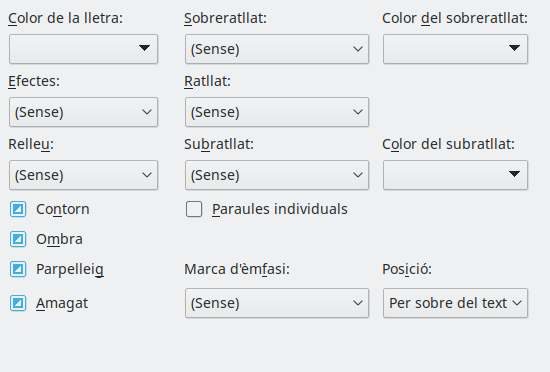 Color de la lletra: Sobreratllat: Color del sobreratllat:
(Sense)
Efectes: Ratllat:
(Sense) (Sense)
Relleu: Subratllat: Color del subratllat:
(Sense) (Sense)
Contorn Paraules individuals
Ombra
Parpelleig Marca d'èmfasi: Posició:
Amagat (Sense) Per sobre del text